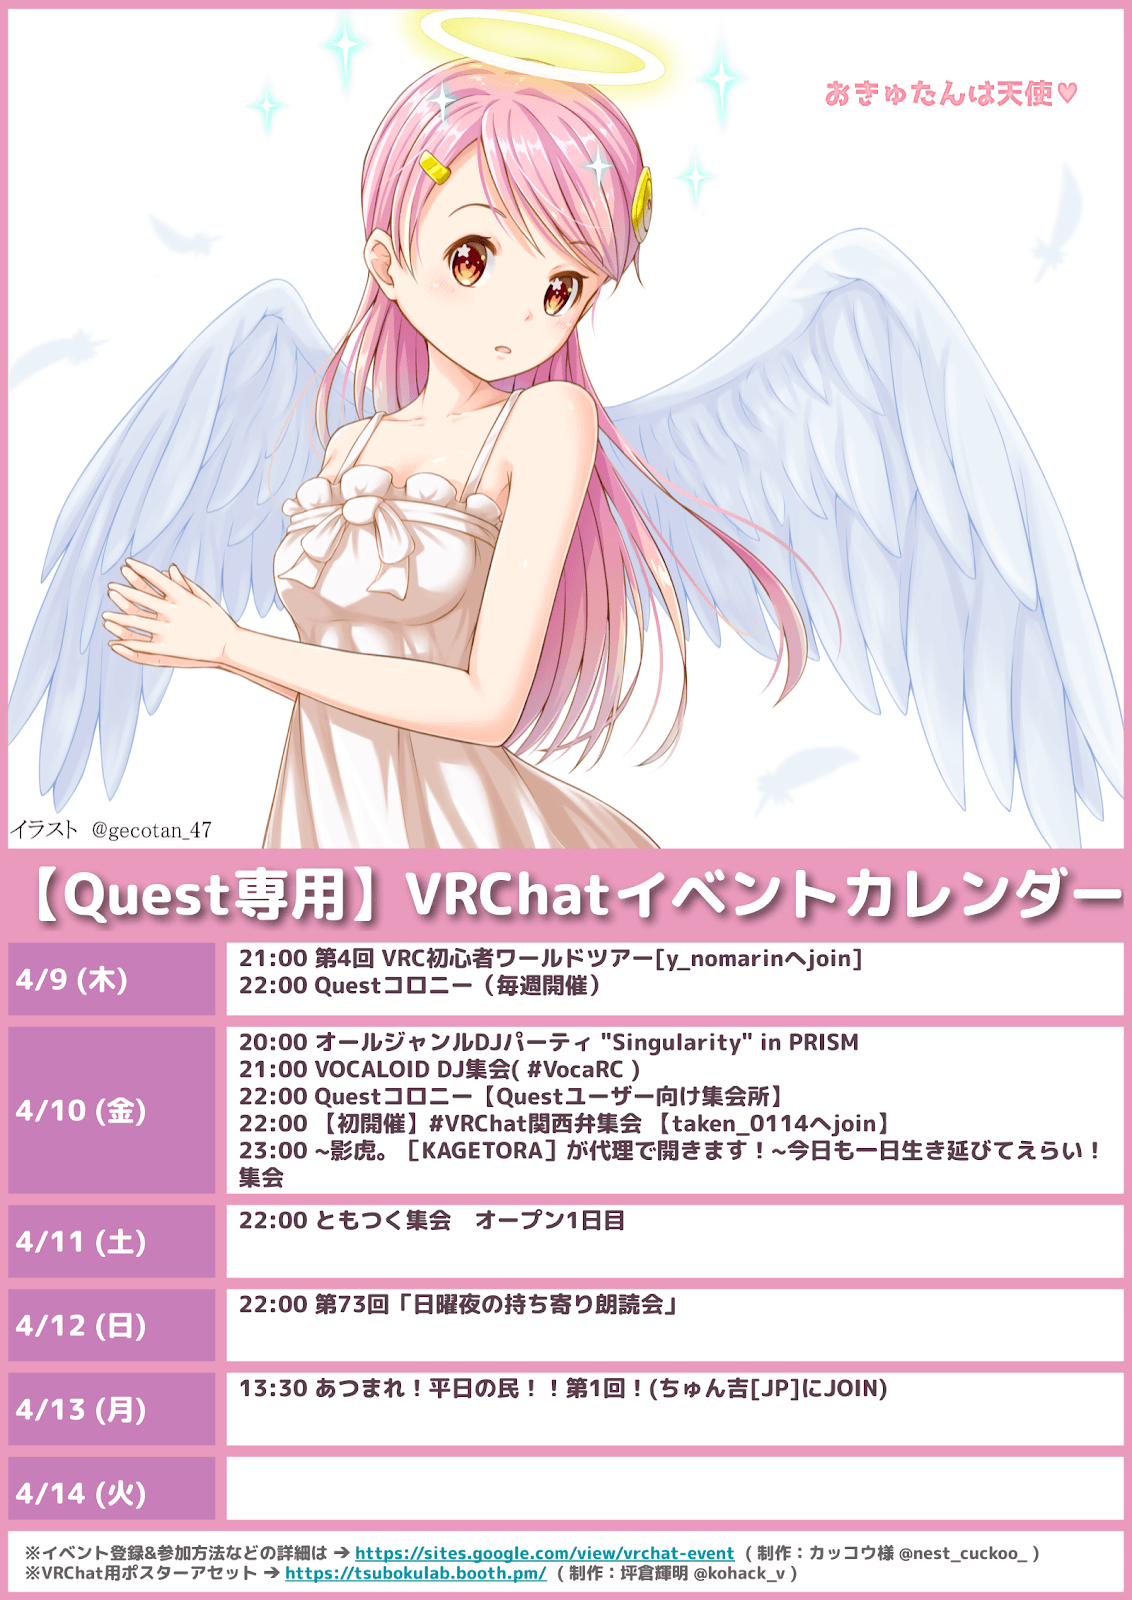 おきゅたんは天使♥
イラスト @gecotan_47
【Quest専用】VRChatイベントカレンダー
4/9 (木)
21:00 第4回 VRC初心者ワールドツアー[y_nomarinへjoin]
22:00 Questコロニー（毎週開催）
4/10 (金)
20:00 オールジャンルDJパーティ "Singularity" in PRISM
21:00 VOCALOID DJ集会( #VocaRC )
22:00 Questコロニー【Questユーザー向け集会所】
22:00 【初開催】#VRChat関西弁集会 【taken_0114へjoin】
23:00 ~影虎。［KAGETORA］が代理で開きます！~今日も一日生き延びてえらい！
集会
4/11 (土)
22:00 ともつく集会　オープン1日目
4/12 (日)
22:00 第73回「日曜夜の持ち寄り朗読会」
4/13 (月)
13:30 あつまれ！平日の民！！第1回！(ちゅん吉[JP]にJOIN)
4/14 (火)
※イベント登録&参加方法などの詳細は → https://sites.google.com/view/vrchat-event ( 制作：カッコウ様 @nest_cuckoo_ )
※VRChat用ポスターアセット → https://tsubokulab.booth.pm/ ( 制作：坪倉輝明 @kohack_v )